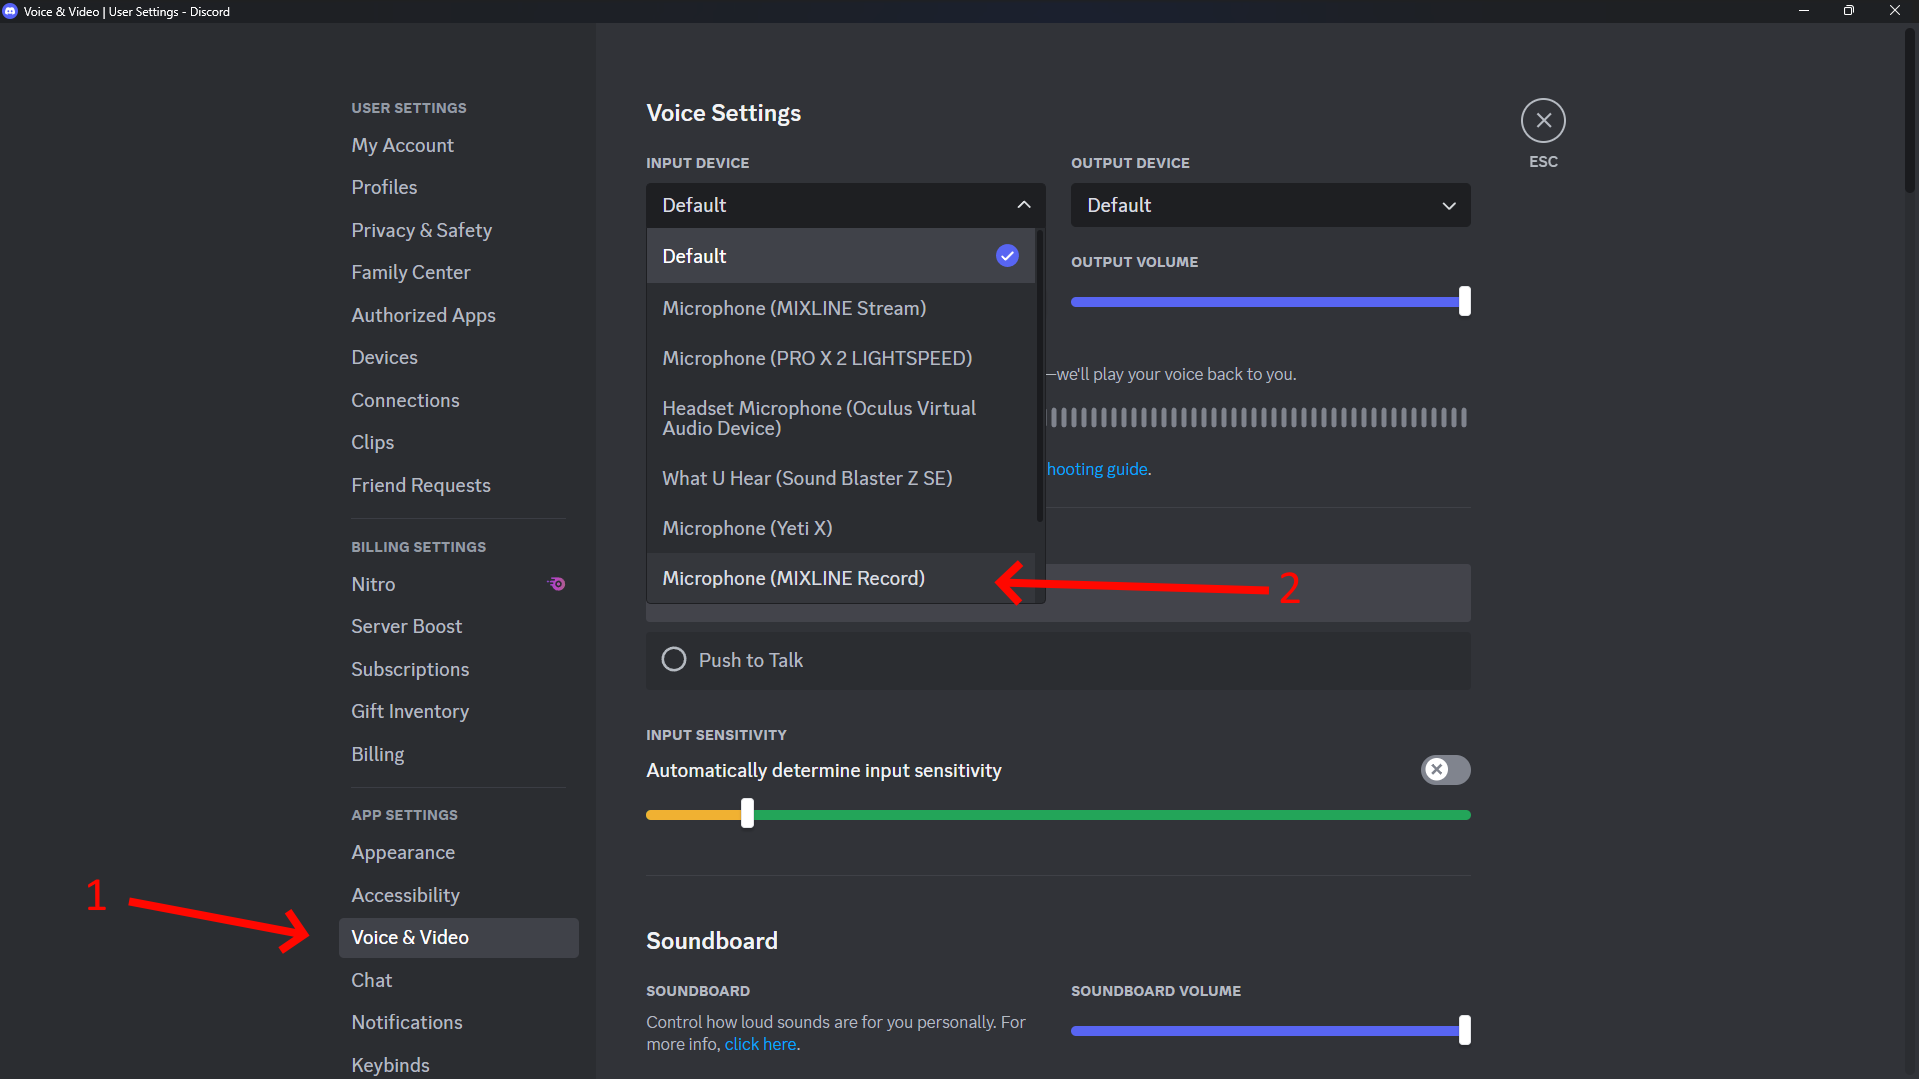 Voice & Video | User Settings - Discord
USER SETTINGS
My Account
Profiles
Privacy & Safety
Family Center
Authorized Apps
Devices
Connections
Clips
Friend Requests
BILLING SETTINGS
Nitro
Server Boost
Subscriptions
Gift Inventory
Billing
APP SETTINGS
Appearance
Accessibility
1
Voice & Video
Chat
Notifications
Keybinds
Voice Settings
ESC
INPUT DEVICE
Default
Default
Microphone (MIXLINE Stream)
Microphone (PRO X 2 LIGHTSPEED)
Headset Microphone (Oculus Virtual
Audio Device)
What U Hear (Sound Blaster Z SE)
Microphone (Yeti X)
Microphone (MIXLINE Record)
2
OUTPUT DEVICE
Default
OUTPUT VOLUME
—we'll play your voice back to you.
hooting guide.
Push to Talk
INPUT SENSITIVITY
Automatically determine input sensitivity
Soundboard
SOUNDBOARD
Control how loud sounds are for you personally. For
more info, click here.
SOUNDBOARD VOLUME